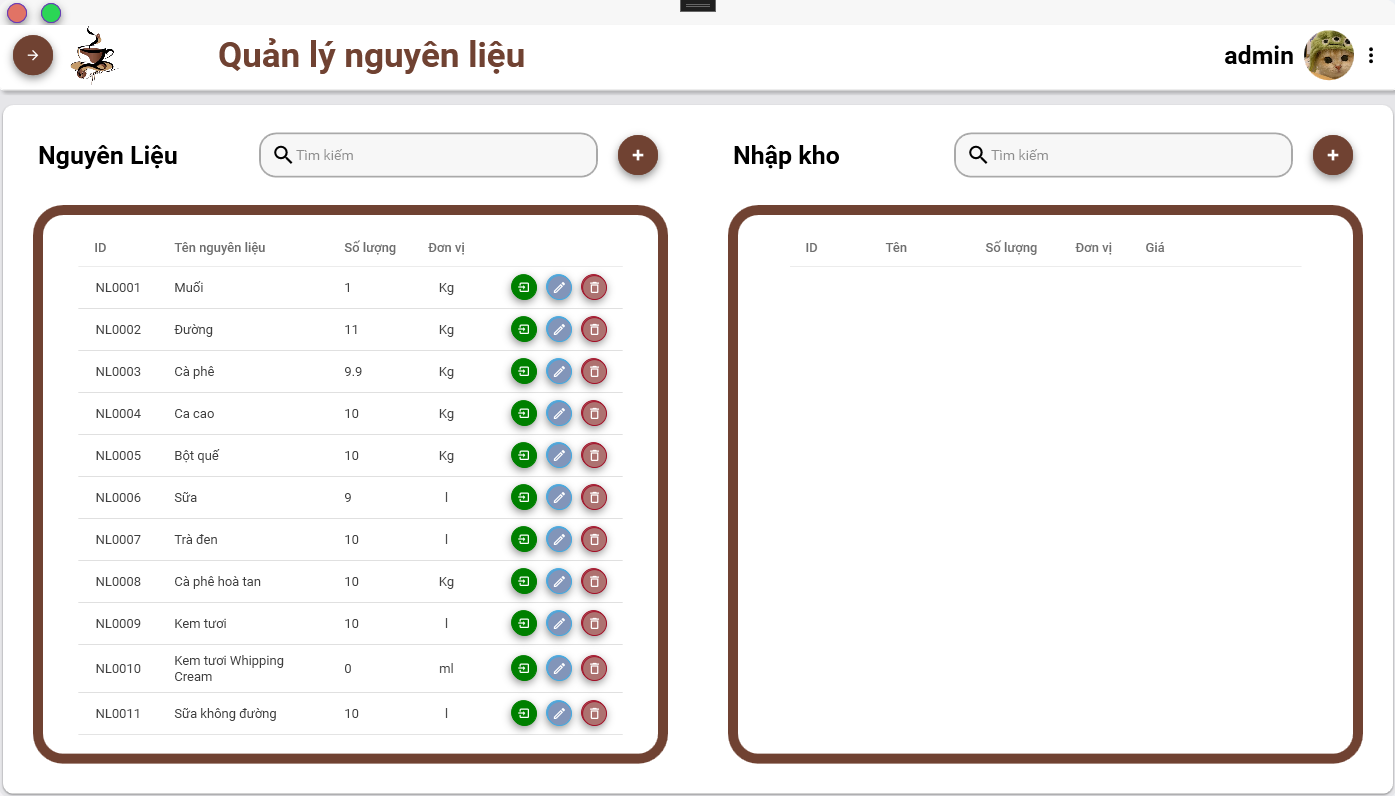 Quản lý nguyên liệu
admin
Nguyên Liệu
Tìm kiếm
ID Tên nguyên liệu Số lượng Đơn vị
NL0001 Muối 1 Kg
NL0002 Đường 11 Kg
NL0003 Cà phê 9.9 Kg
NL0004 Ca cao 10 Kg
NL0005 Bột quế 10 Kg
NL0006 Sữa 9 l
NL0007 Trà đen 10 l
NL0008 Cà phê hoà tan 10 Kg
NL0009 Kem tươi 10 l
NL0010 Kem tươi Whipping
Cream 0 ml
NL0011 Sữa không đường 10 l
Nhập kho
Tìm kiếm
ID Tên Số lượng Đơn vị Giá